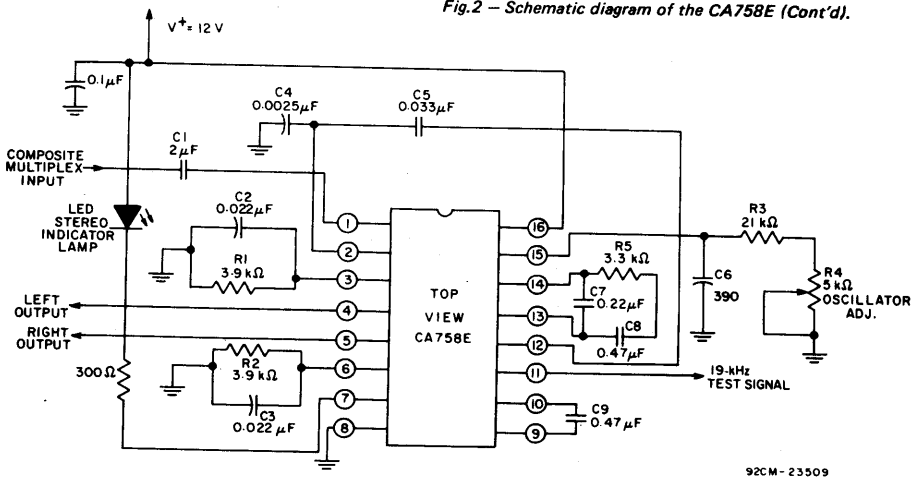 Fig.2 — Schematic diagram of the CA758E (Cont'd).
V+= 12 V
0.1μF
C4
0.0025μF
C5
0.033μF
C1
2μF
COMPOSITE
MULTIPLEX
INPUT
LED
STEREO
INDICATOR
LAMP
C2
0.022μF
R1
3.9 kΩ
LEFT
OUTPUT
RIGHT
OUTPUT
300 Ω
R2
3.9 kΩ
C3
0.022 μF
1
2
3
4
5
6
7
8
TOP
VIEW
CA758E
16
15
14
13
12
11
10
9
R5
3.3 kΩ
C7
0.22μF
C8
0.47μF
C6
390
R3
21 kΩ
R4
5 kΩ
OSCILLATOR
ADJ.
19-kHz
TEST SIGNAL
C9
0.47 μF
92CM-23509